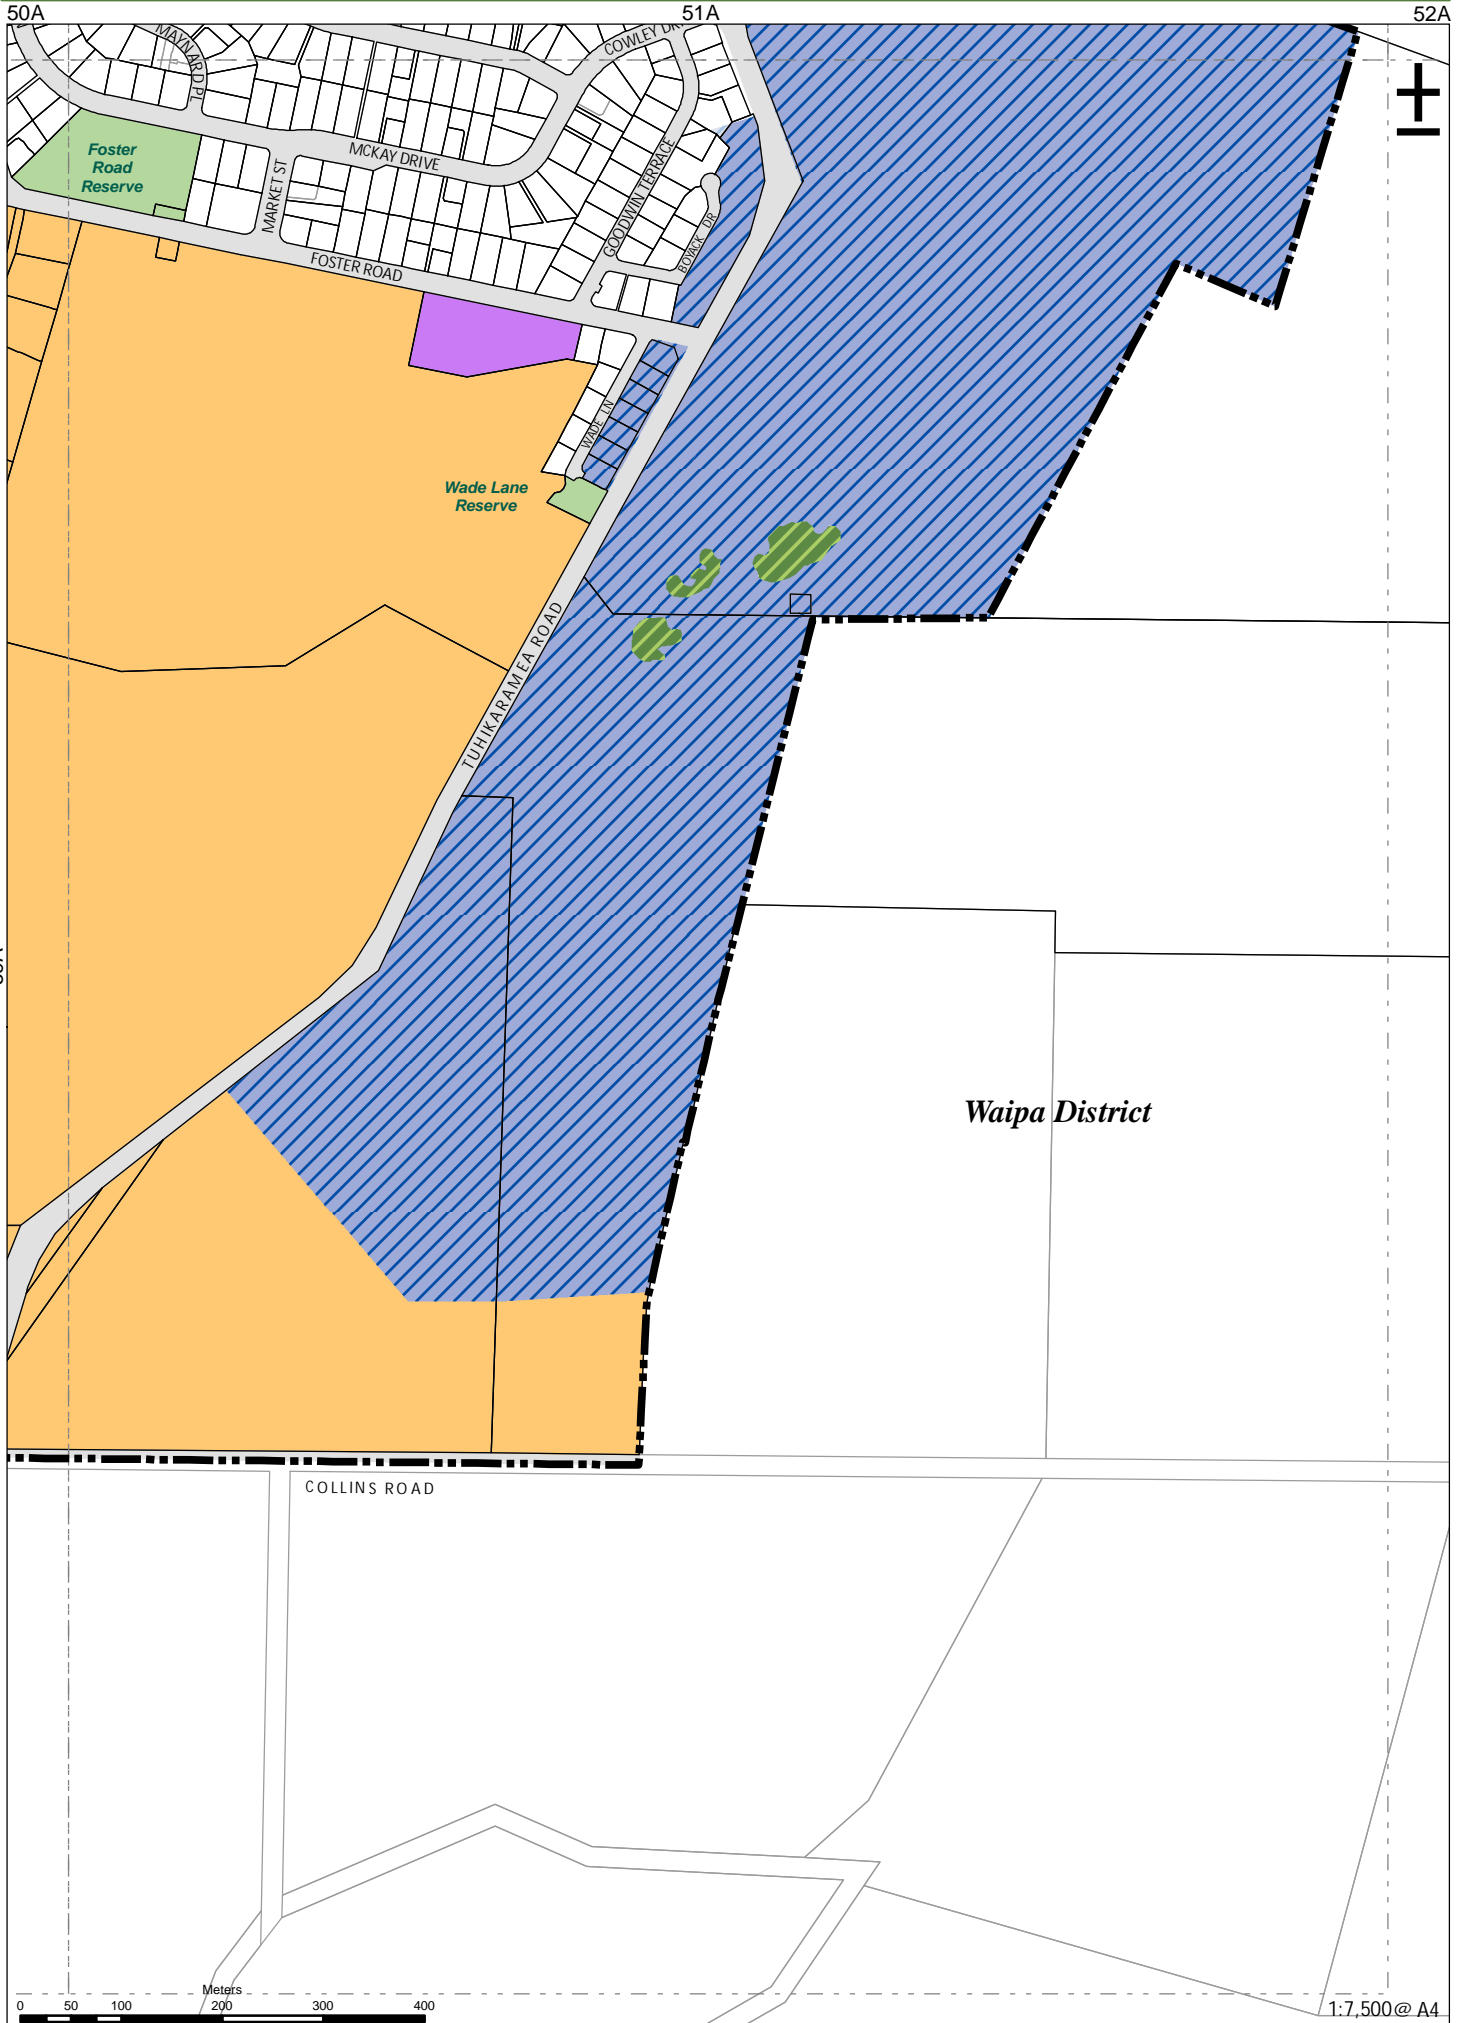 50A
51A
52A
MAYNARD PL
COWLEY DR
Foster
Road
Reserve
MCKAY DRIVE
MARKET ST
GOODWIN TERRACE
BOYACK DR
FOSTER ROAD
WADE LN
Wade Lane
Reserve
TUHIKARAMEA ROAD
Waipa District
COLLINS ROAD
Meters
0 50 100 200 300 400
1:7,500@ A4